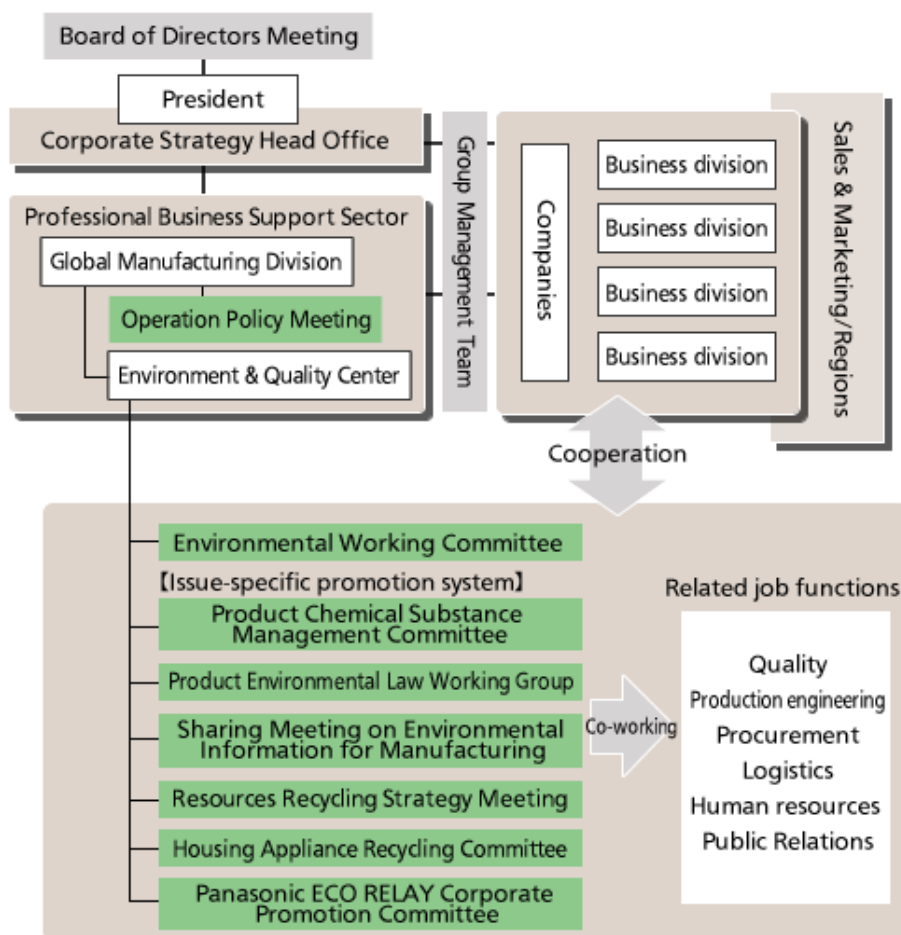 Board of Directors Meeting
President
Corporate Strategy Head Office
Professional Business Support Sector
Global Manufacturing Division
Operation Policy Meeting
Environment & Quality Center
Group Management Team
Companies
Business division
Business division
Business division
Business division
Sales & Marketing/Regions
Cooperation
Environmental Working Committee
【Issue-specific promotion system】
Product Chemical Substance
Management Committee
Product Environmental Law Working Group
Sharing Meeting on Environmental
Information for Manufacturing
Resources Recycling Strategy Meeting
Housing Appliance Recycling Committee
Panasonic ECO RELAY Corporate
Promotion Committee
Co-working
Related job functions
Quality
Production engineering
Procurement
Logistics
Human resources
Public Relations